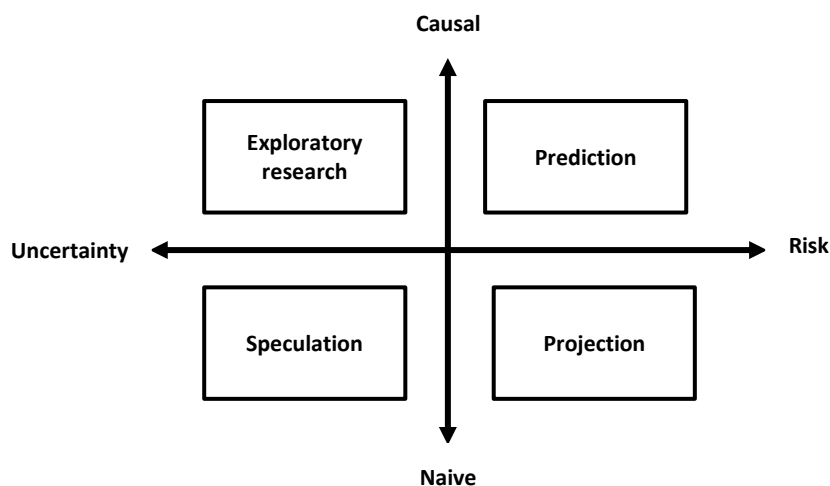 Causal
Exploratory
research
Prediction
Uncertainty
Risk
Speculation
Projection
Naive